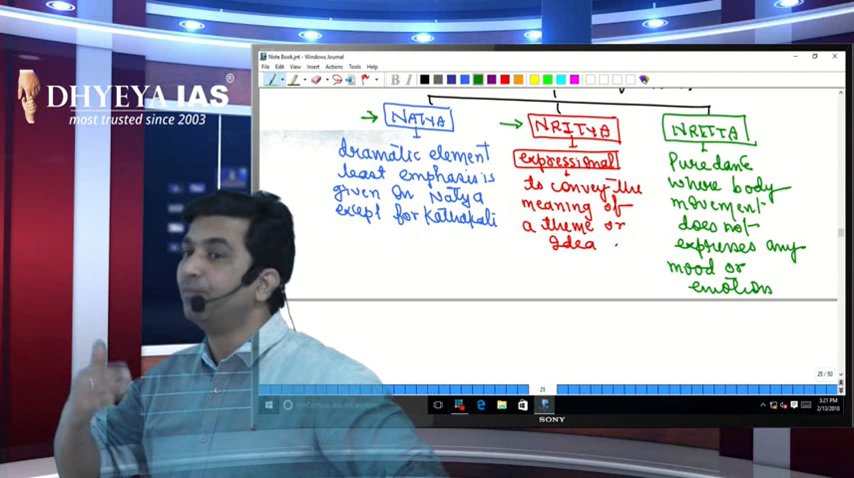 DHYEYA IAS®
most trusted since 2003
Note Book.jnt - Windows Journal
File Edit View Insert Actions Tools Help
B I
NATYA
dramatic element
least emphasis is
given on Natya
except for Kathakali
NRITYA
expressional
to convey the
meaning of
a theme or
Idea .
NRITTA
Pure dance
where body
movement
does not
expresses any
mood or
emotions
25 / 50
25
3:21 PM
2/13/2018
SONY